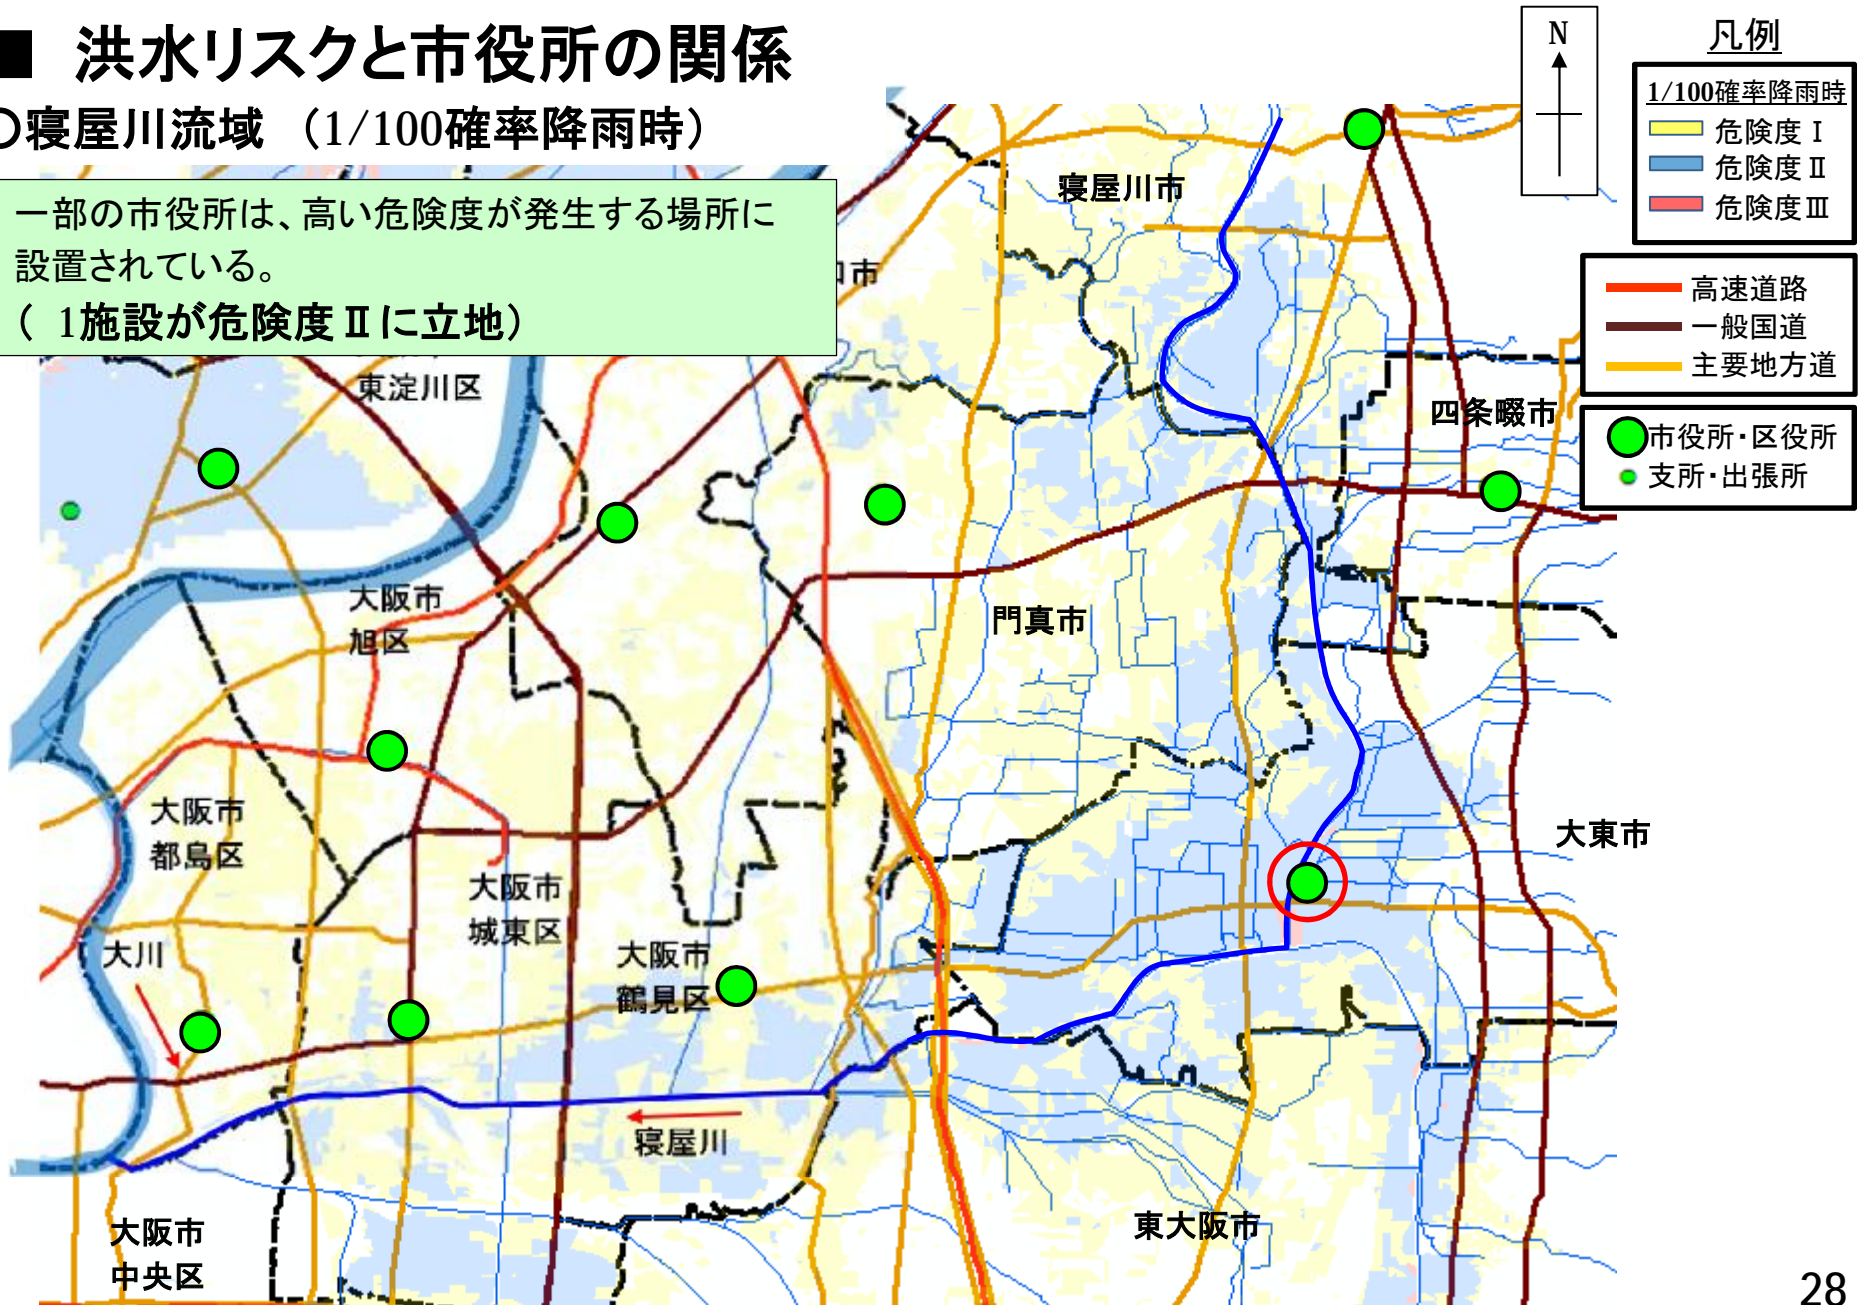 ■ 洪水リスクと市役所の関係
○寝屋川流域 （1/100確率降雨時）
一部の市役所は、高い危険度が発生する場所に
設置されている。
（ 1施設が危険度Ⅱに立地）
N
凡例
1/100確率降雨時
危険度Ⅰ
危険度Ⅱ
危険度Ⅲ
高速道路
一般国道
主要地方道
市役所・区役所
支所・出張所
寝屋川市
口市
東淀川区
四条畷市
大阪市
旭区
門真市
大阪市
都島区
大東市
大阪市
城東区
大川
大阪市
鶴見区
寝屋川
大阪市
中央区
東大阪市
28